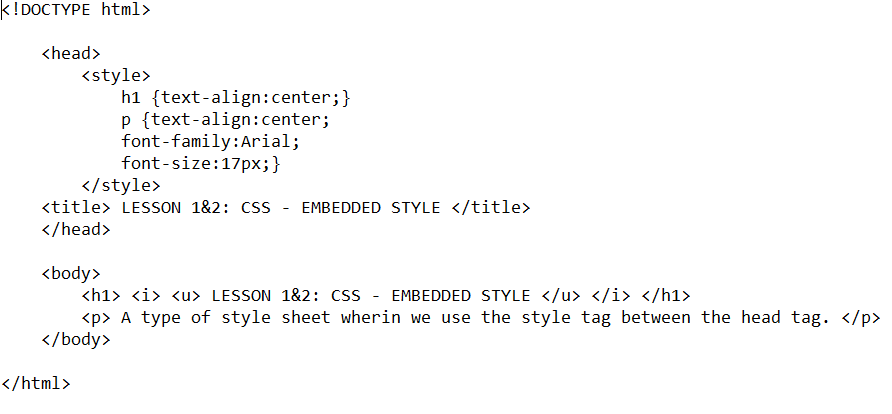 <!DOCTYPE html>
<head>
<style>
h1 {text-align:center;}
p {text-align:center;
font-family:Arial;
font-size:17px;}
</style>
<title> LESSON 1&2: CSS - EMBEDDED STYLE </title>
</head>
<body>
<h1> <i> <u> LESSON 1&2: CSS - EMBEDDED STYLE </u> </i> </h1>
<p> A type of style sheet wherin we use the style tag between the head tag. </p>
</body>
</html>